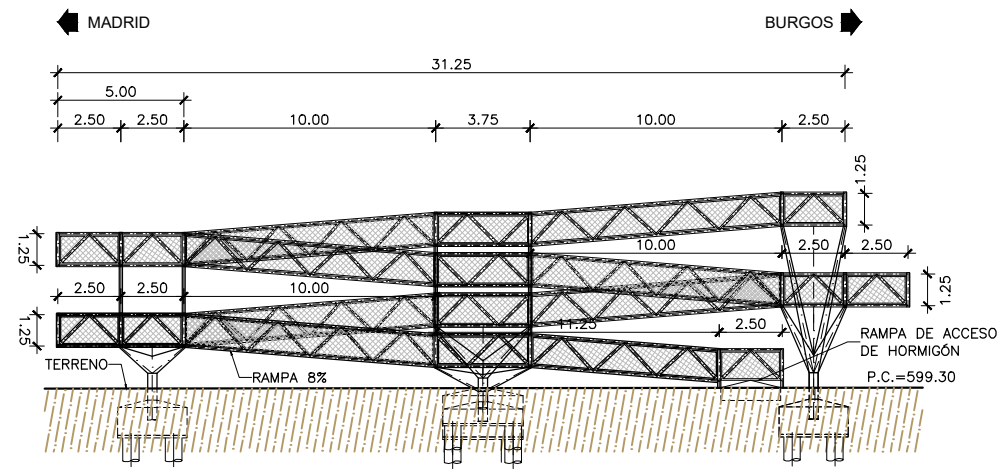 MADRID
BURGOS
31.25
5.00
2.50
2.50
10.00
3.75
10.00
2.50
1.25
1.25
10.00
2.50
2.50
2.50
2.50
10.00
1.25
1.25
11.25
2.50
RAMPA DE ACCESO
DE HORMIGÓN
TERRENO
RAMPA 8%
P.C.=599.30